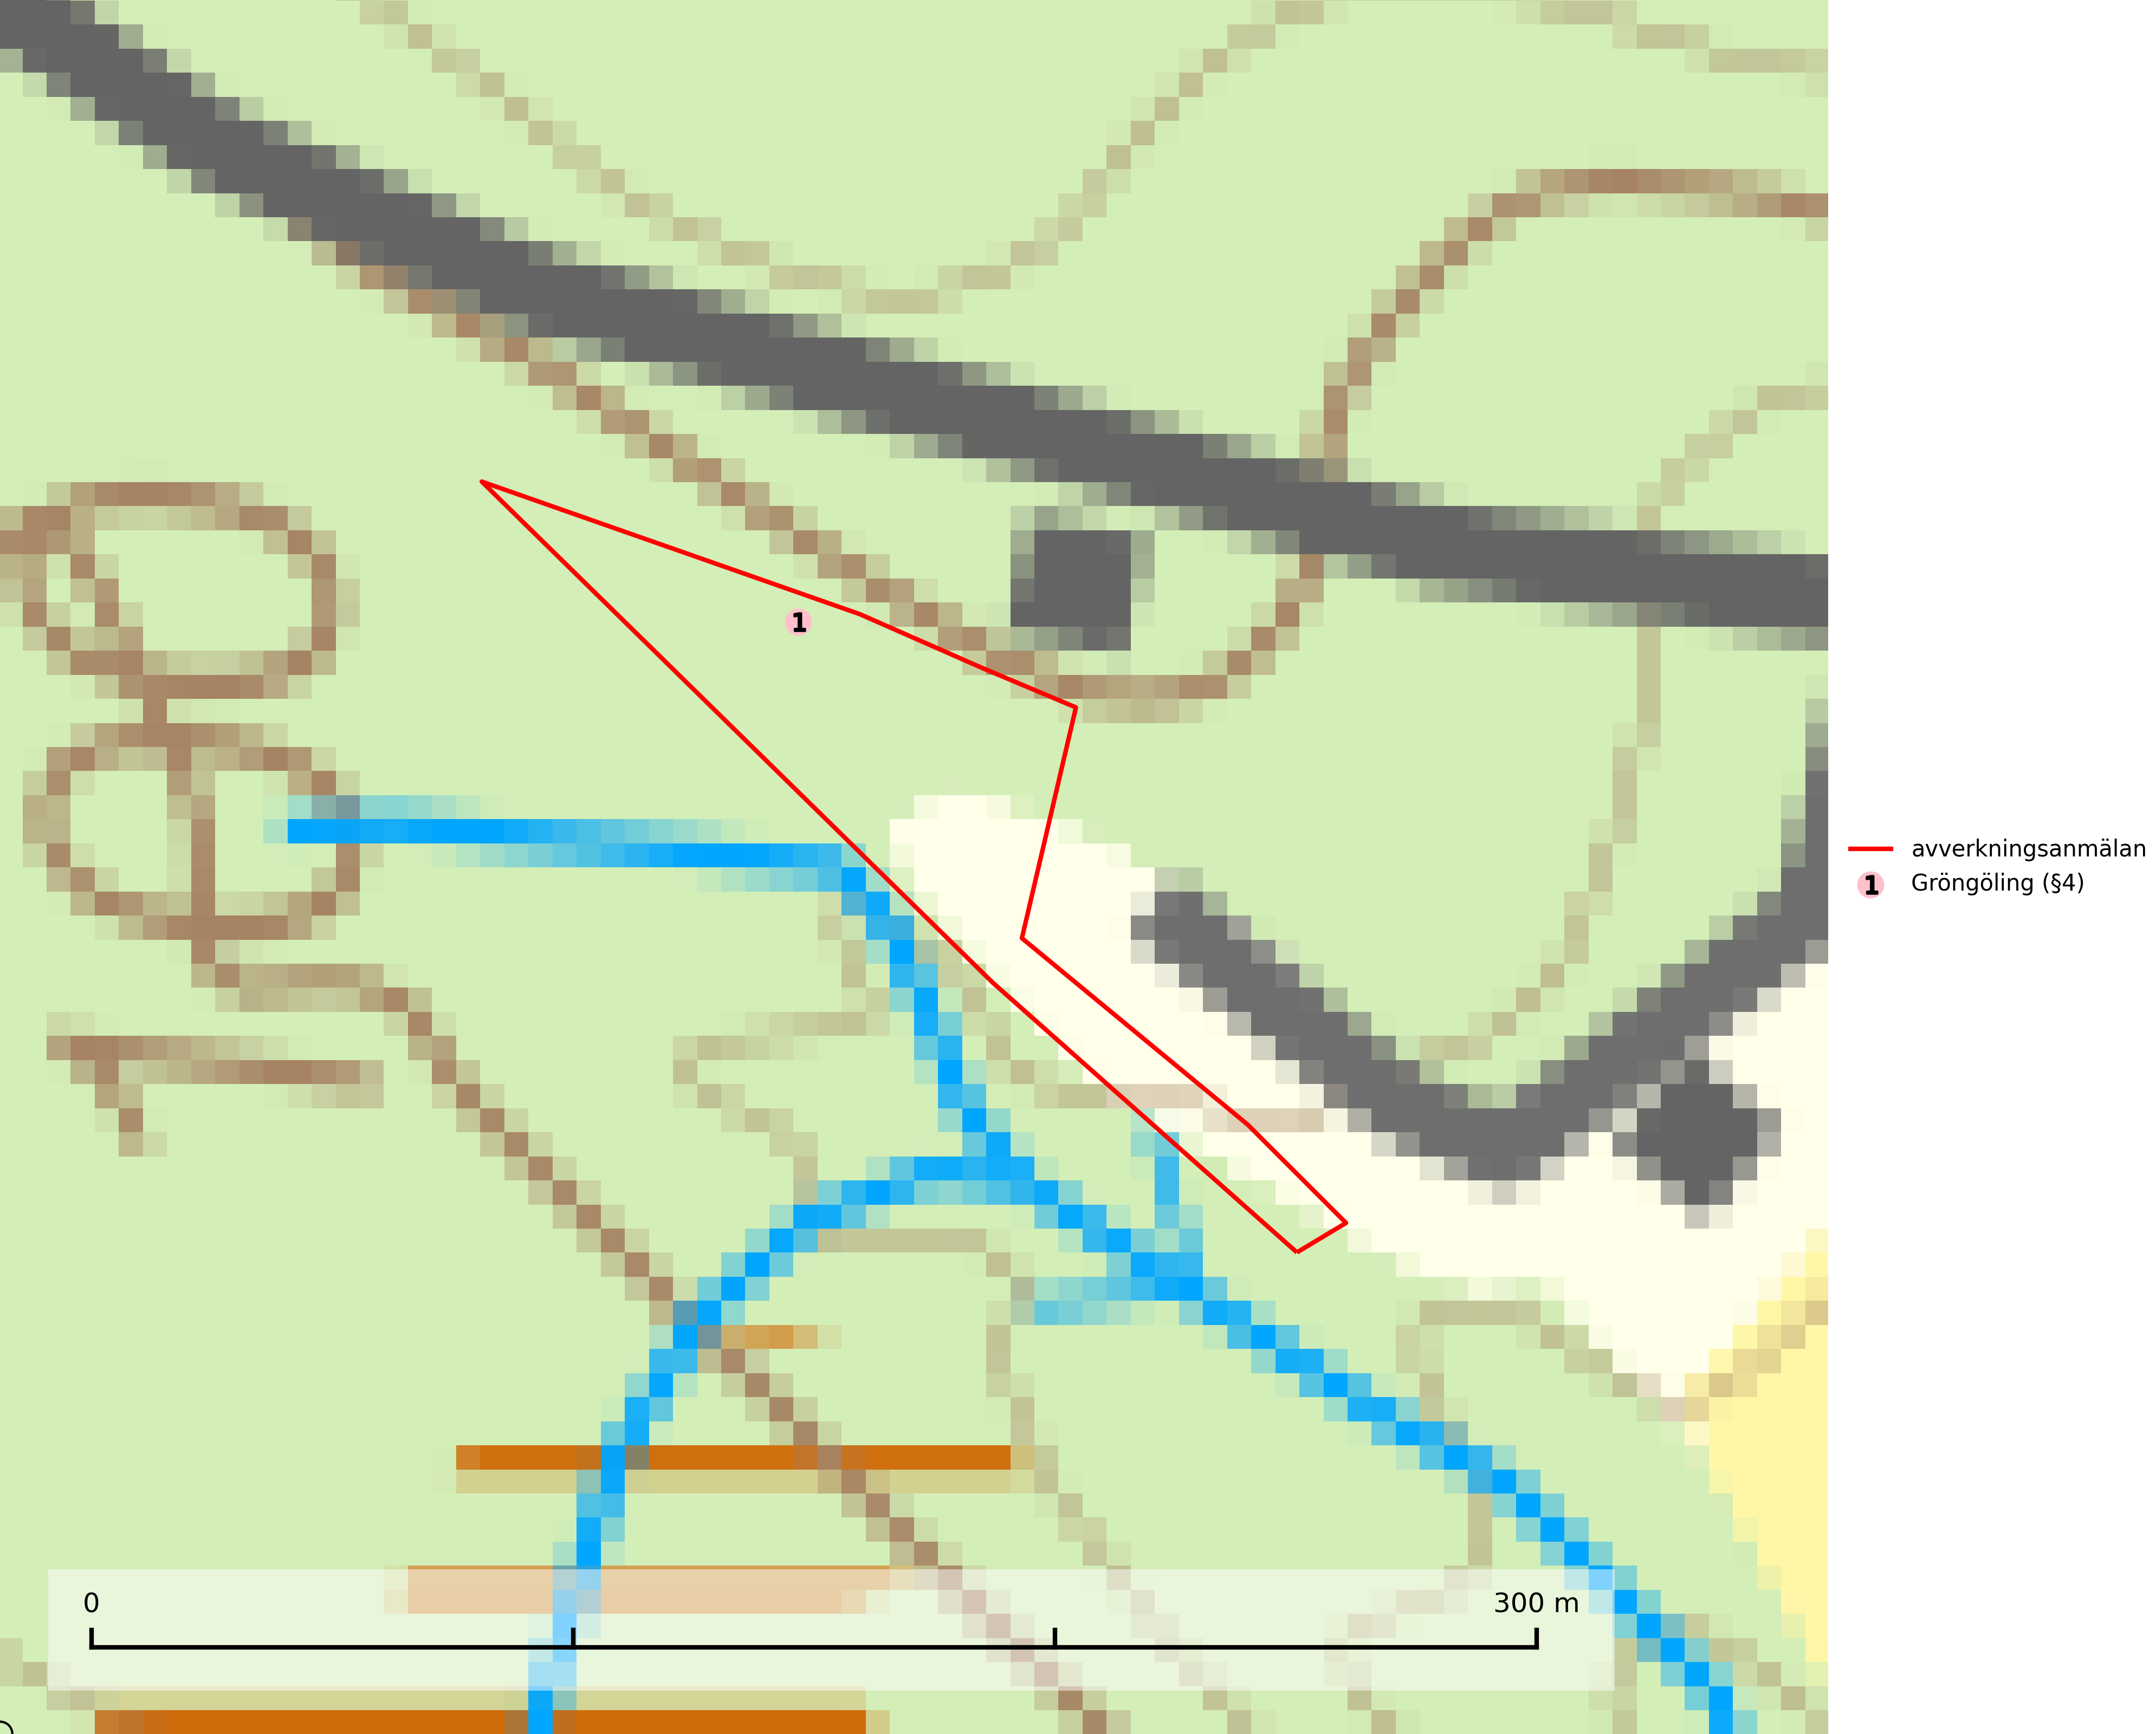 1
avverkningsanmälan
1 Gröngöling (§4)
0 300 m